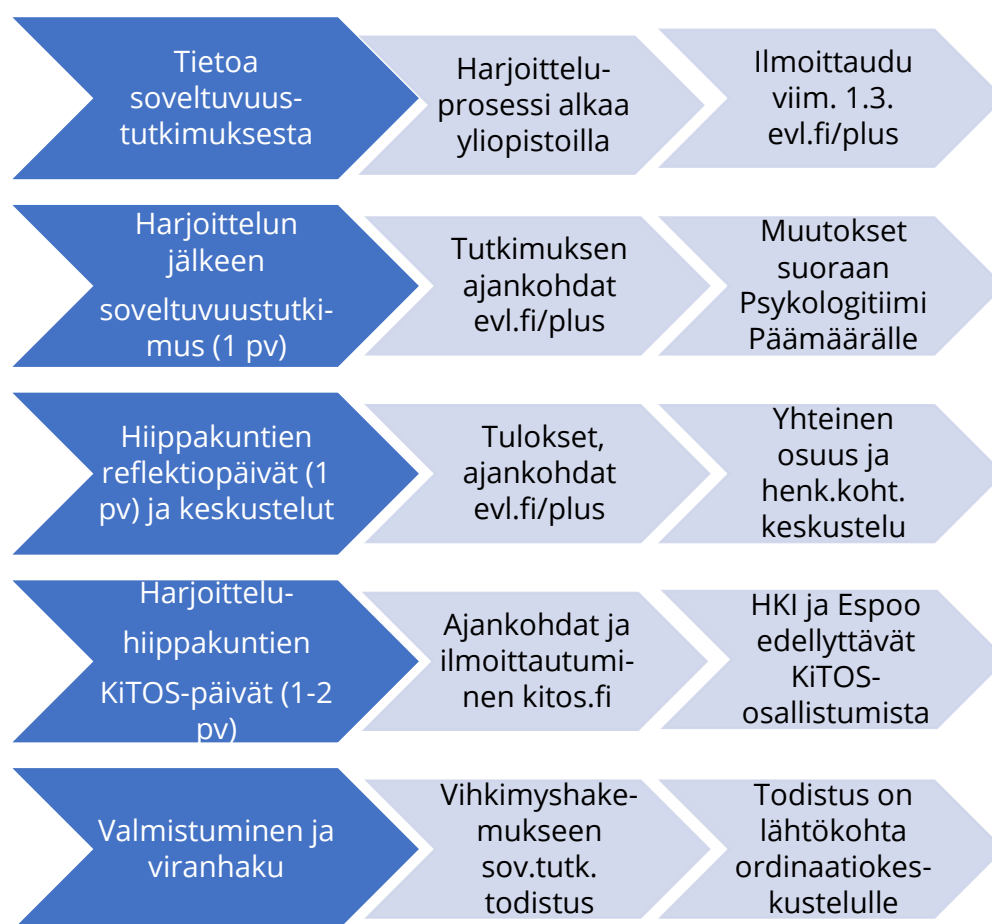 Tietoa
soveltuvuus-
tutkimuksesta
Harjoittelu-
prosessi alkaa
yliopistoilla
Ilmoittaudu
viim. 1.3.
evl.fi/plus
Harjoittelun
jälkeen
soveltuvuustutki-
mus (1 pv)
Tutkimuksen
ajankohdat
evl.fi/plus
Muutokset
suoraan
Psykologitiimi
Päämäärälle
Hiippakuntien
reflektiopäivät (1
pv) ja keskustelut
Tulokset,
ajankohdat
evl.fi/plus
Yhteinen
osuus ja
henk.koht.
keskustelu
Harjoittelu-
hiippakuntien
KiTOS-päivät (1-2
pv)
Ajankohdat ja
ilmoittautumi-
nen kitos.fi
HKI ja Espoo
edellyttävät
KiTOS-
osallistumista
Valmistuminen ja
viranhaku
Vihkimyshake-
mukseen
sov.tutk.
todistus
Todistus on
lähtökohta
ordinaatiokes-
kustelulle